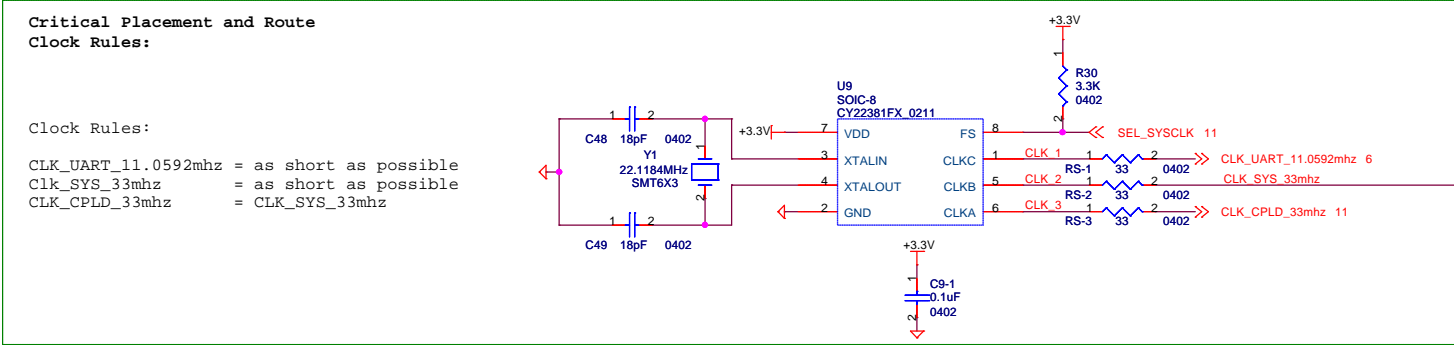 Critical Placement and Route
Clock Rules:
Clock Rules:
CLK_UART_11.0592mhz = as short as possible
Clk_SYS_33mhz = as short as possible
CLK_CPLD_33mhz = CLK_SYS_33mhz
+3.3V
1
R30
3.3K
0402
2
U9
SOIC-8
CY22381FX_0211
1 2
C48 18pF 0402
+3.3V 7 VDD FS 8 SEL_SYSCLK 11
1
Y1
22.1184MHz
SMT6X3
2
3 XTALIN CLKC 1 CLK_1 1 2 CLK_UART_11.0592mhz 6
RS-1 33 0402
4 XTALOUT CLKB 5 CLK_2 1 2 CLK_SYS_33mhz
RS-2 33 0402
2 GND CLKA 6 CLK_3 1 2 CLK_CPLD_33mhz 11
RS-3 33 0402
1 2
C49 18pF 0402
+3.3V
1
C9-1
0.1uF
0402
2